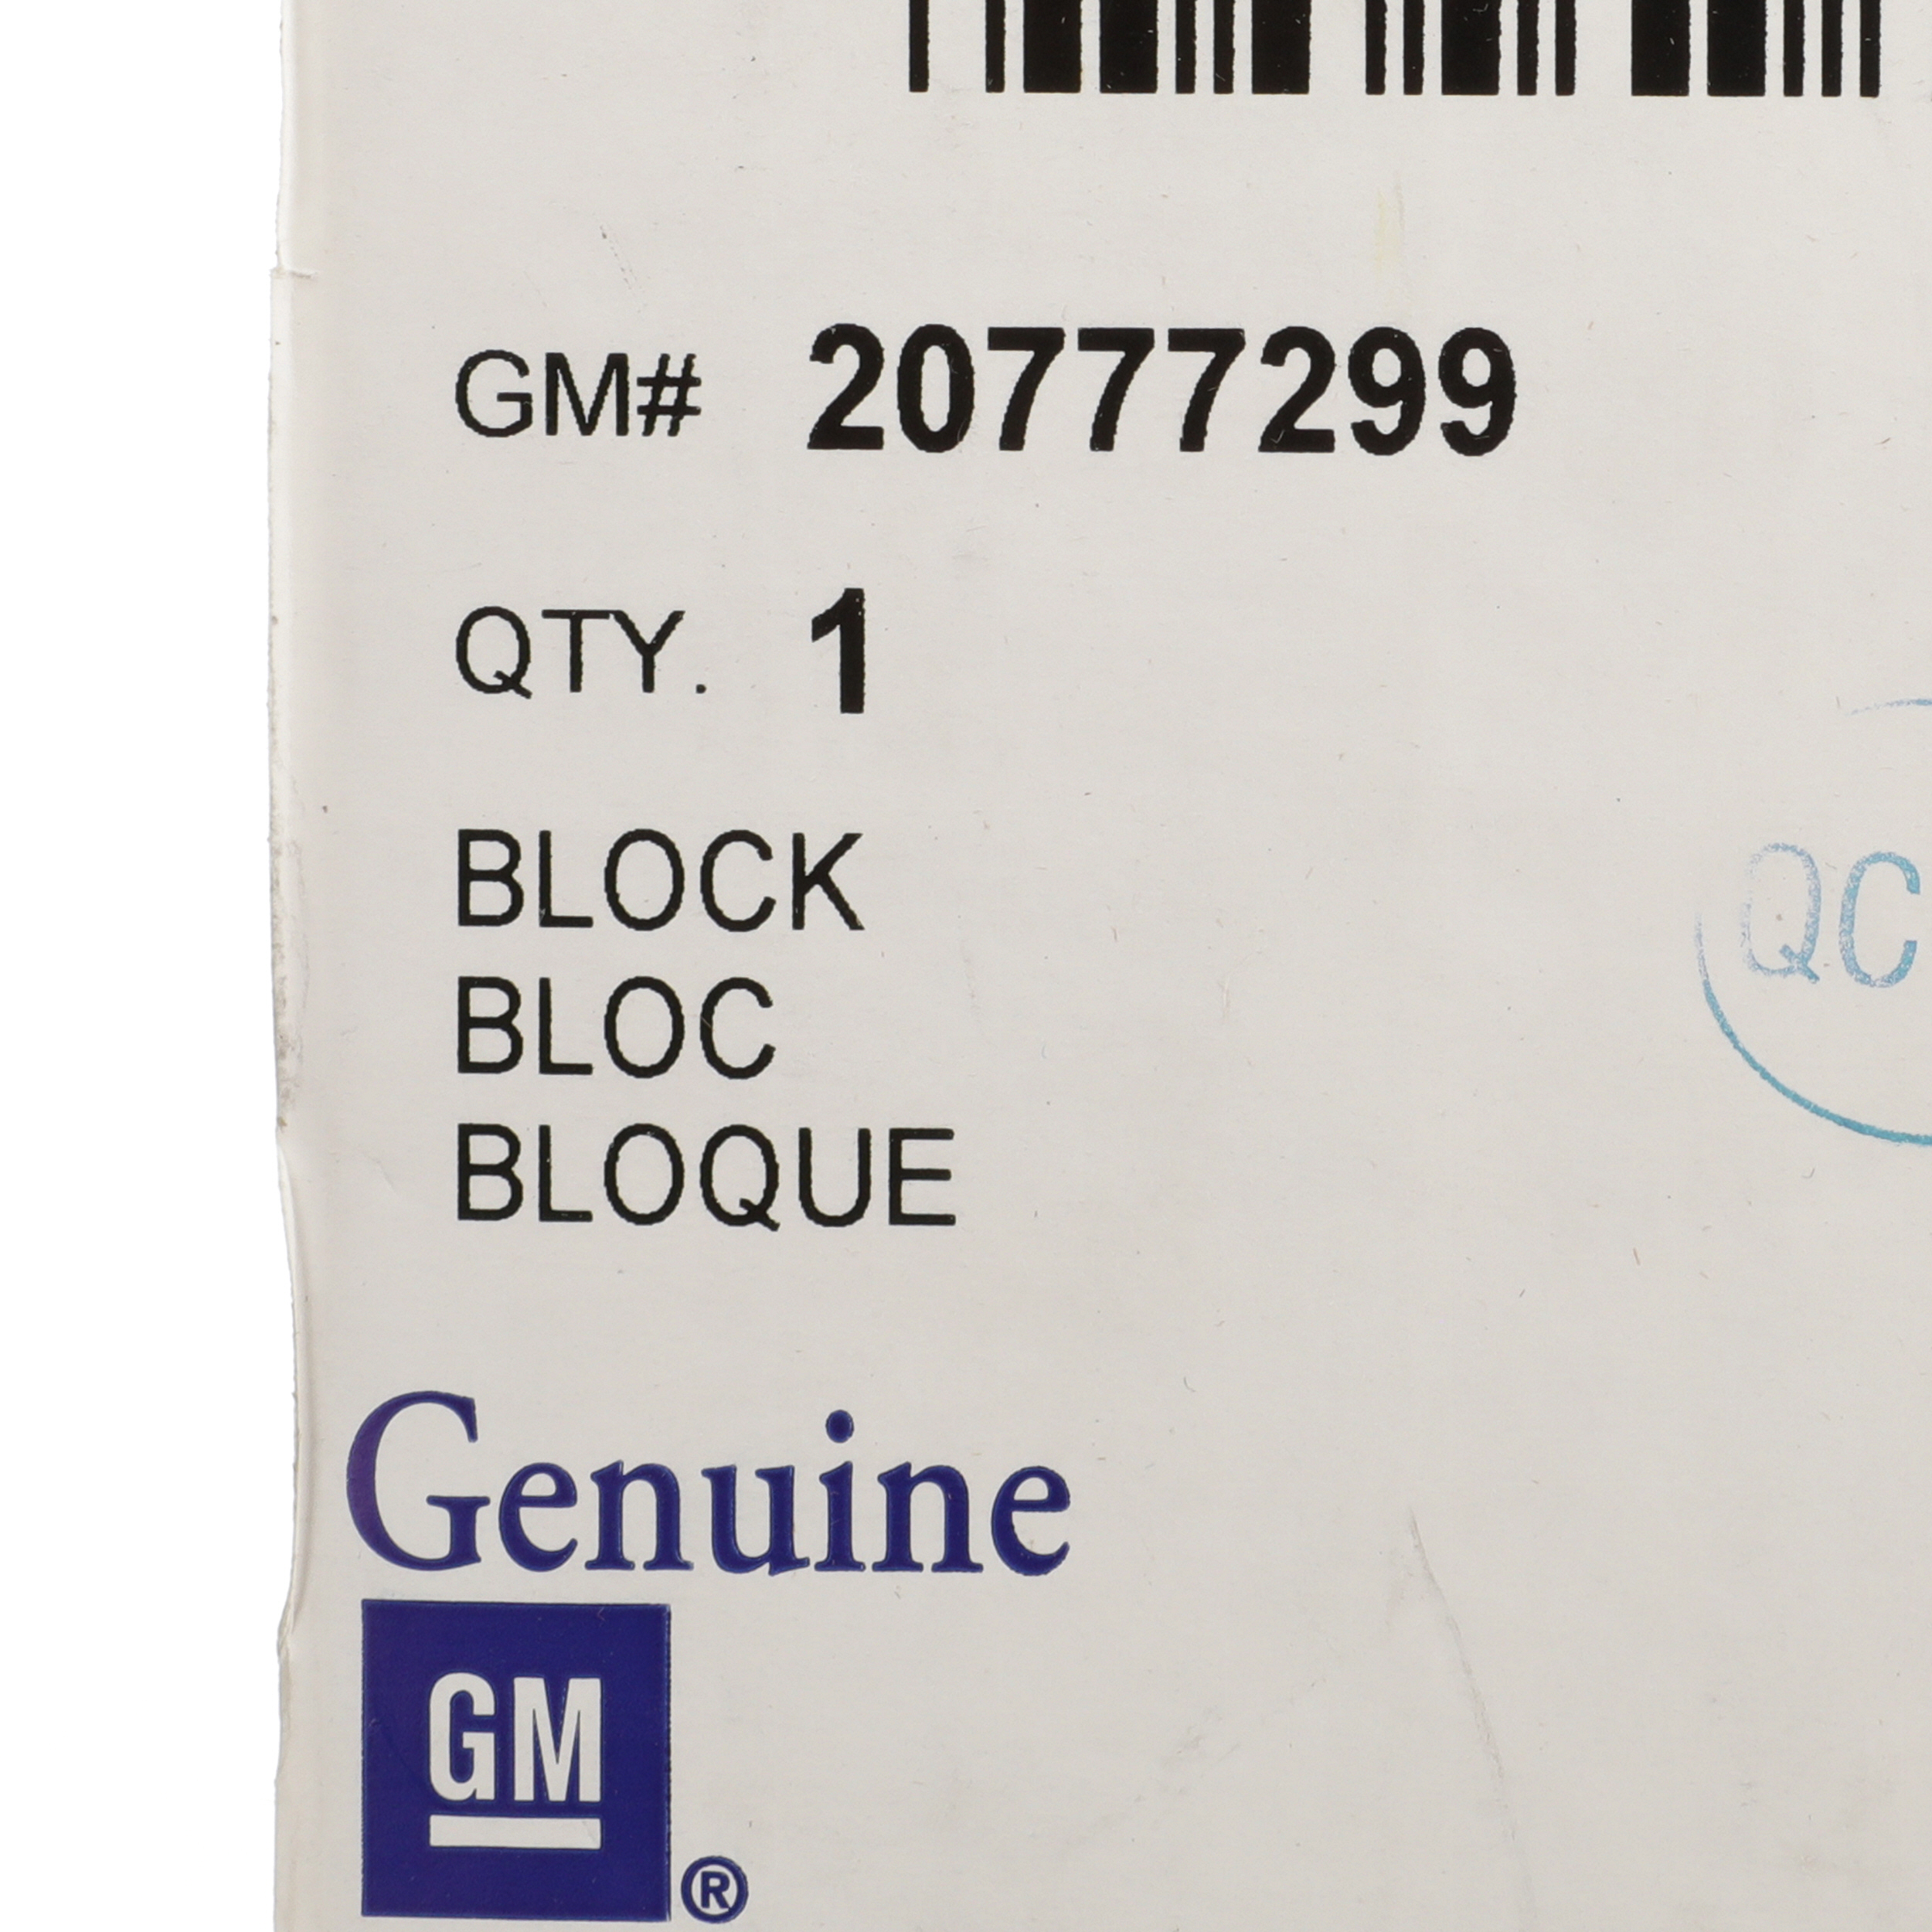 GM# 20777299
QTY. 1
BLOCK
BLOC
BLOQUE
QC
Genuine
GM
®